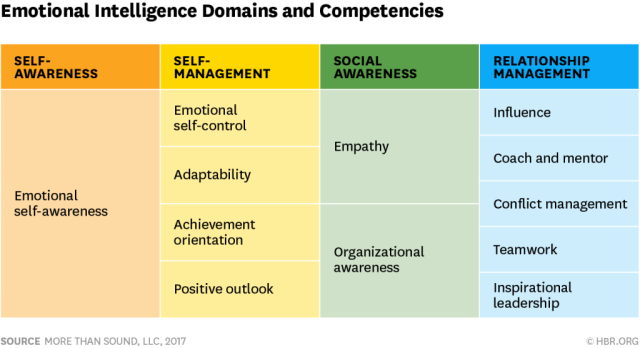 Emotional Intelligence Domains and Competencies
SELF-
AWARENESS
SELF-
MANAGEMENT
SOCIAL
AWARENESS
RELATIONSHIP
MANAGEMENT
Emotional
self-awareness
Emotional
self-control
Adaptability
Achievement
orientation
Positive outlook
Empathy
Organizational
awareness
Influence
Coach and mentor
Conflict management
Teamwork
Inspirational
leadership
SOURCE MORE THAN SOUND, LLC, 2017
© HBR.ORG